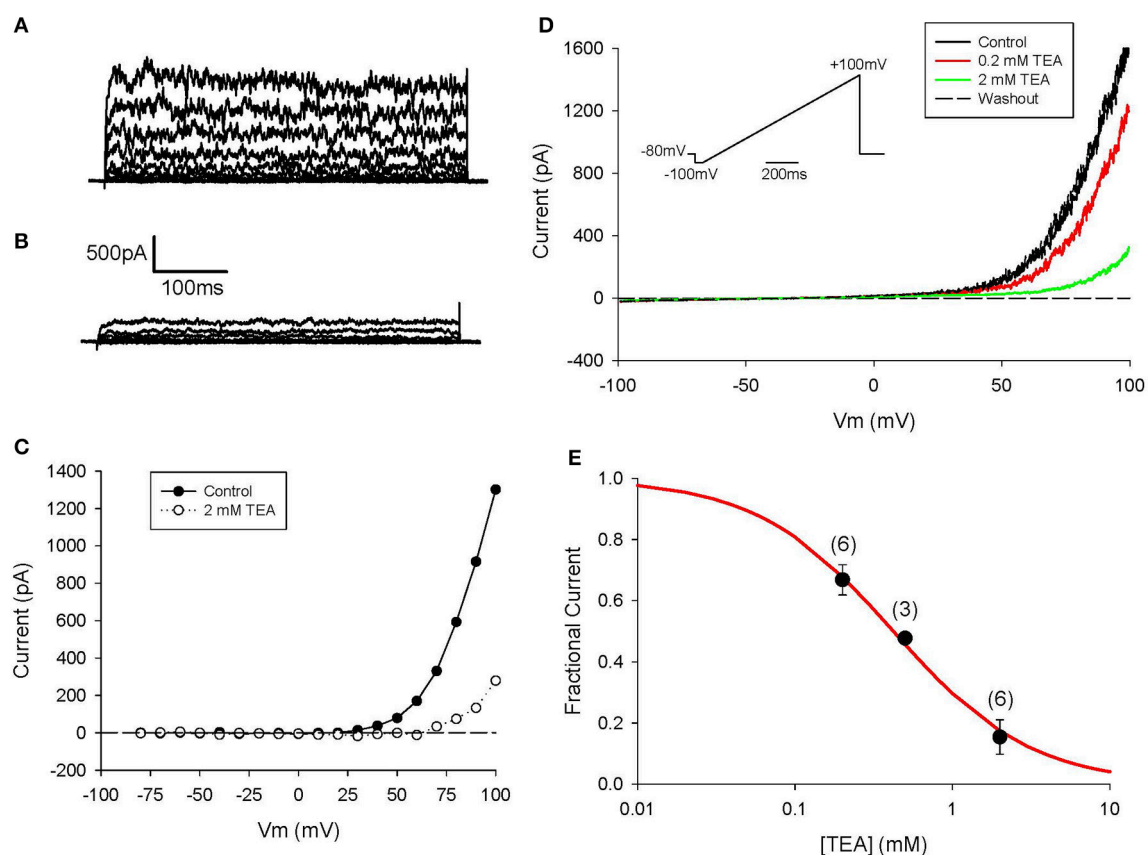 A
B
500pA
100ms
C
Current (pA)
1400
1200
1000
800
600
400
200
0
-200
Control
2 mM TEA
-100 -75 -50 -25 0 25 50 75 100
Vm (mV)
D
Current (pA)
1600
1200
800
400
0
-400
+100mV
-80mV
-100mV
200ms
Control
0.2 mM TEA
2 mM TEA
Washout
-100 -50 0 50 100
Vm (mV)
E
Fractional Current
1.0
0.8
0.6
0.4
0.2
0.0
(6)
(3)
(6)
0.01 0.1 1 10
[TEA] (mM)